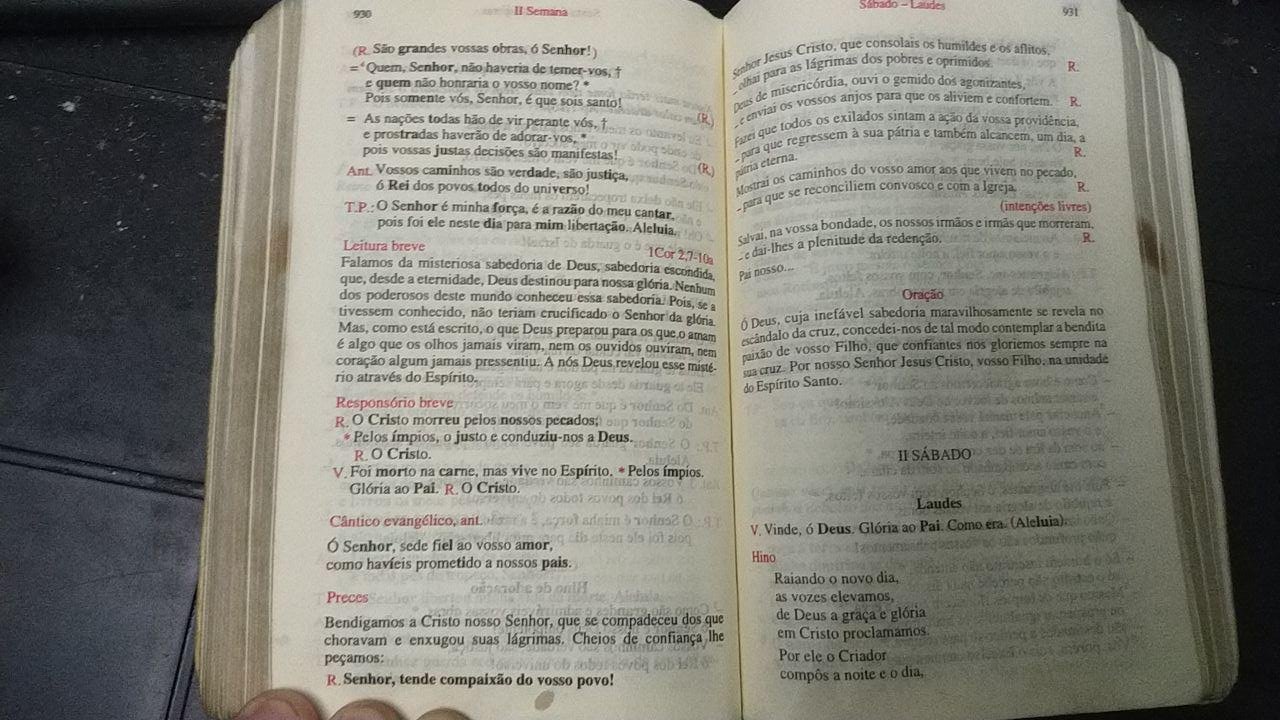 930
II Semana
(R. São grandes vossas obras, ó Senhor!)
=⁴ Quem, Senhor, não haveria de temer-vos, †
e quem não honraria o vosso nome? *
Pois somente vós, Senhor, é que sois santo!
(R.)
= As nações todas hão de vir perante vós, †
e prostradas haverão de adorar-vos, *
pois vossas justas decisões são manifestas!
(R.)
Ant. Vossos caminhos são verdade, são justiça,
ó Rei dos povos todos do universo!
T.P.: O Senhor é minha força, é a razão do meu cantar,
pois foi ele neste dia para mim libertação. Aleluia.
Leitura breve 1Cor 2,7-10a
Falamos da misteriosa sabedoria de Deus, sabedoria escondida,
que, desde a eternidade, Deus destinou para nossa glória. Nenhum
dos poderosos deste mundo conheceu essa sabedoria. Pois, se a
tivessem conhecido, não teriam crucificado o Senhor da glória.
Mas, como está escrito, o que Deus preparou para os que o amam
é algo que os olhos jamais viram, nem os ouvidos ouviram, nem
coração algum jamais pressentiu. A nós Deus revelou esse misté-
rio através do Espírito.
Responsório breve
R. O Cristo morreu pelos nossos pecados;
* Pelos ímpios, o justo e conduziu-nos a Deus.
R. O Cristo.
V. Foi morto na carne, mas vive no Espírito. * Pelos ímpios.
Glória ao Pai. R. O Cristo.
Cântico evangélico, ant.
Ó Senhor, sede fiel ao vosso amor,
como havíeis prometido a nossos pais.
Preces
Bendigamos a Cristo nosso Senhor, que se compadeceu dos que
choravam e enxugou suas lágrimas. Cheios de confiança lhe
peçamos:
R. Senhor, tende compaixão do vosso povo!
Sábado – Laudes
931
Senhor Jesus Cristo, que consolais os humildes e os aflitos,
– olhai para as lágrimas dos pobres e oprimidos. R.
Deus de misericórdia, ouvi o gemido dos agonizantes,
– e enviai os vossos anjos para que os aliviem e confortem. R.
Fazei que todos os exilados sintam a ação da vossa providência,
– para que regressem à sua pátria e também alcancem, um dia, a
pátria eterna. R.
Mostrai os caminhos do vosso amor aos que vivem no pecado,
– para que se reconciliem convosco e com a Igreja. R.
(intenções livres)
Salvai, na vossa bondade, os nossos irmãos e irmãs que morreram,
– e dai-lhes a plenitude da redenção. R.
Pai nosso...
Oração
Ó Deus, cuja inefável sabedoria maravilhosamente se revela no
escândalo da cruz, concedei-nos de tal modo contemplar a bendita
paixão de vosso Filho, que confiantes nos gloriemos sempre na
sua cruz. Por nosso Senhor Jesus Cristo, vosso Filho, na unidade
do Espírito Santo.
II SÁBADO
Laudes
V. Vinde, ó Deus. Glória ao Pai. Como era. (Aleluia).
Hino
Raiando o novo dia,
as vozes elevamos,
de Deus a graça e glória
em Cristo proclamamos.
Por ele o Criador
compôs a noite e o dia,